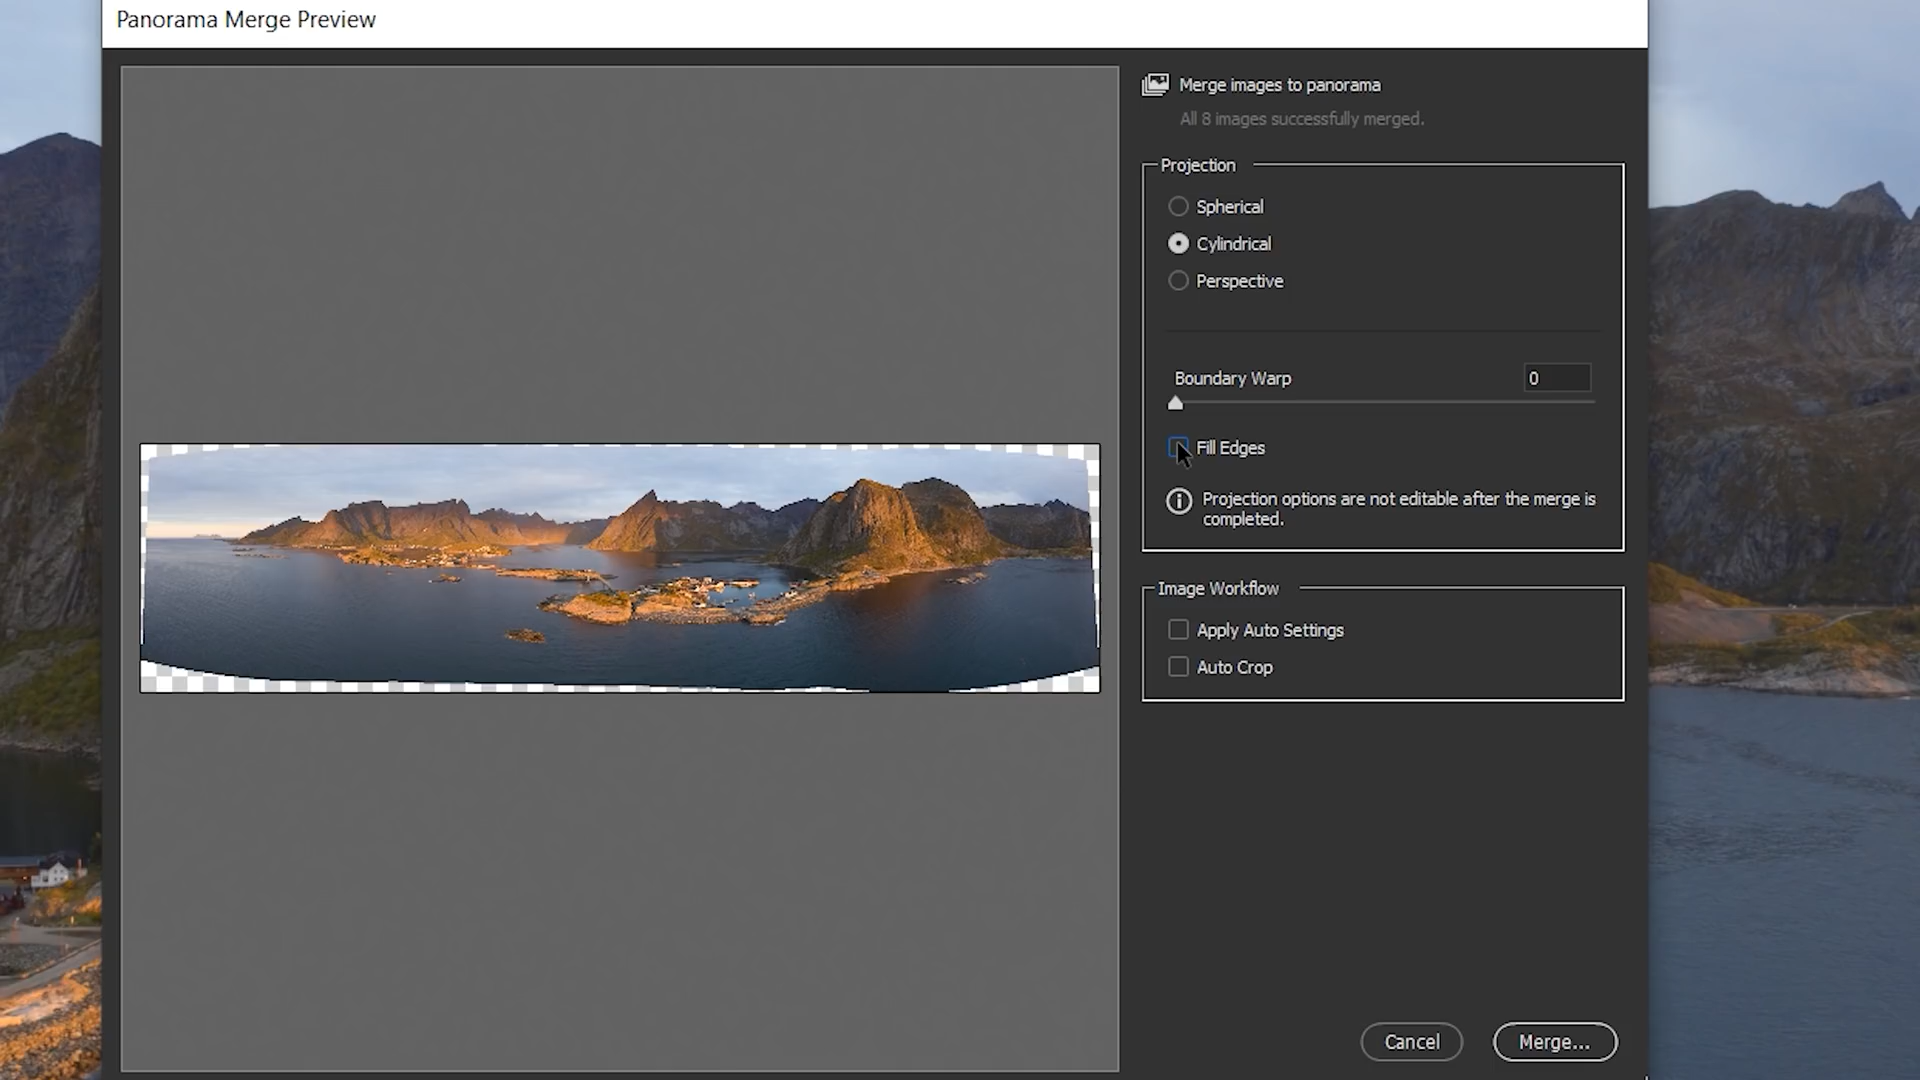 Panorama Merge Preview
Merge images to panorama
All 8 images successfully merged.
Projection
Spherical
Cylindrical
Perspective
Boundary Warp
0
Fill Edges
Projection options are not editable after the merge is
completed.
Image Workflow
Apply Auto Settings
Auto Crop
Cancel
Merge...